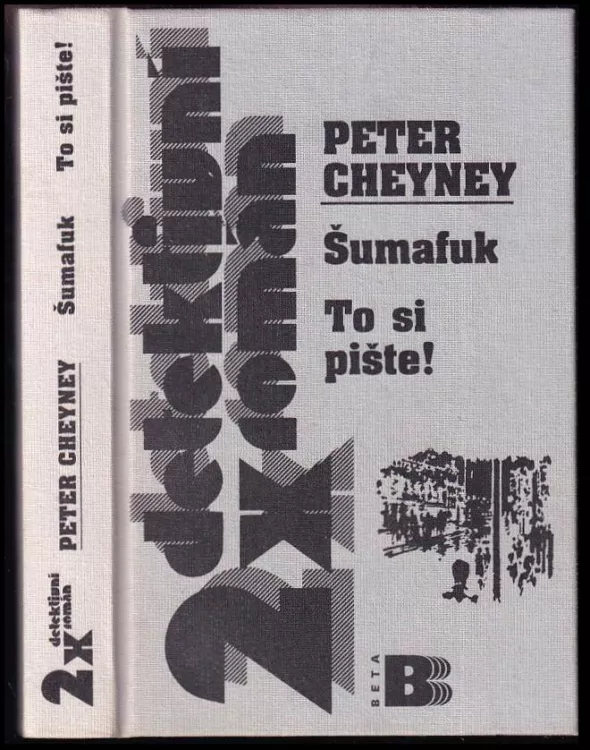 2x detektivní
román
PETER CHEYNEY Šumafuk To si pište!
2x
detektivní
román
PETER
CHEYNEY
Šumafuk
To si
pište!
BETA
B